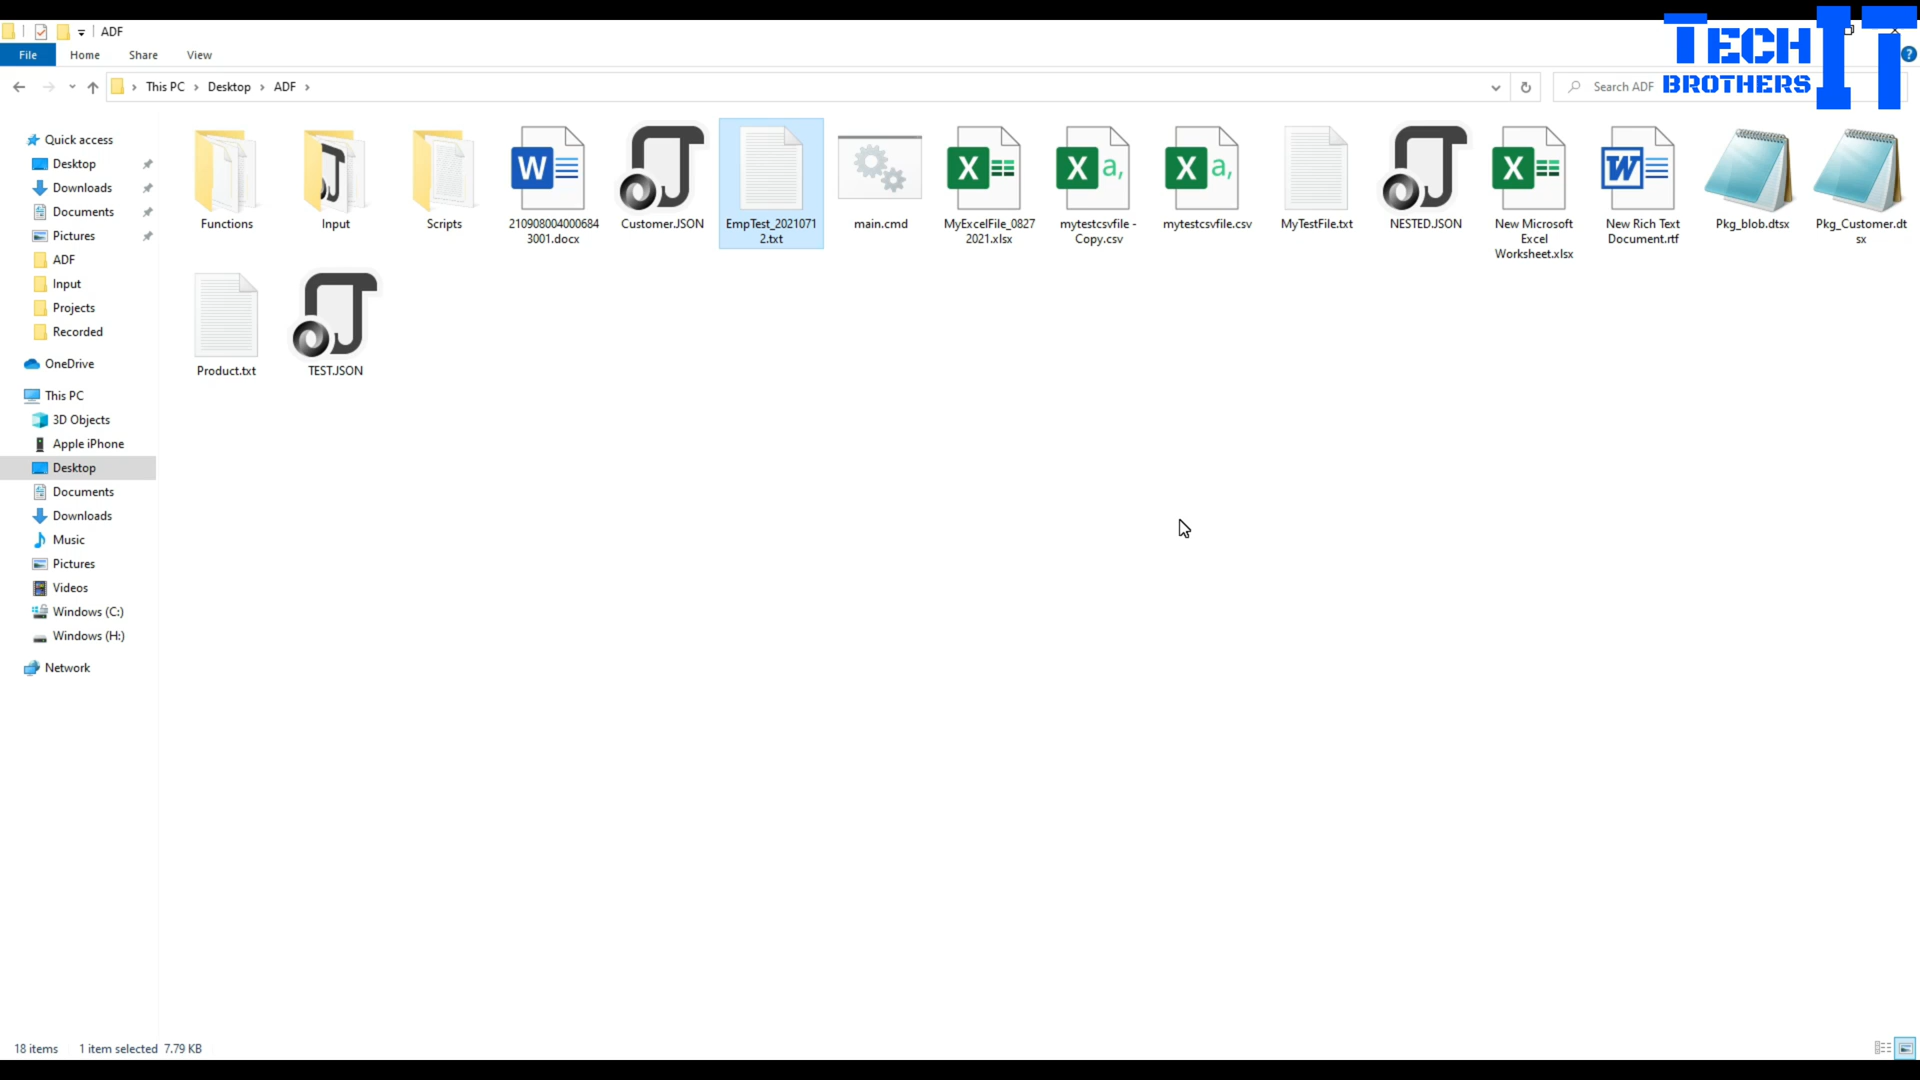 ADF
TECH IT
BROTHERS
File Home Share View
This PC Desktop ADF
Search ADF
Quick access
Desktop
Downloads
Documents
Pictures
ADF
Input
Projects
Recorded
OneDrive
This PC
3D Objects
Apple iPhone
Desktop
Documents
Downloads
Music
Pictures
Videos
Windows (C:)
Windows (H:)
Network
Functions
Input
Scripts
210908004000684
3001.docx
Customer.JSON
EmpTest_2021071
2.txt
main.cmd
MyExcelFile_0827
2021.xlsx
mytestcsvfile -
Copy.csv
mytestcsvfile.csv
MyTestFile.txt
NESTED.JSON
New Microsoft
Excel
Worksheet.xlsx
New Rich Text
Document.rtf
Pkg_blob.dtsx
Pkg_Customer.dt
sx
Product.txt
TEST.JSON
18 items 1 item selected 7.79 KB